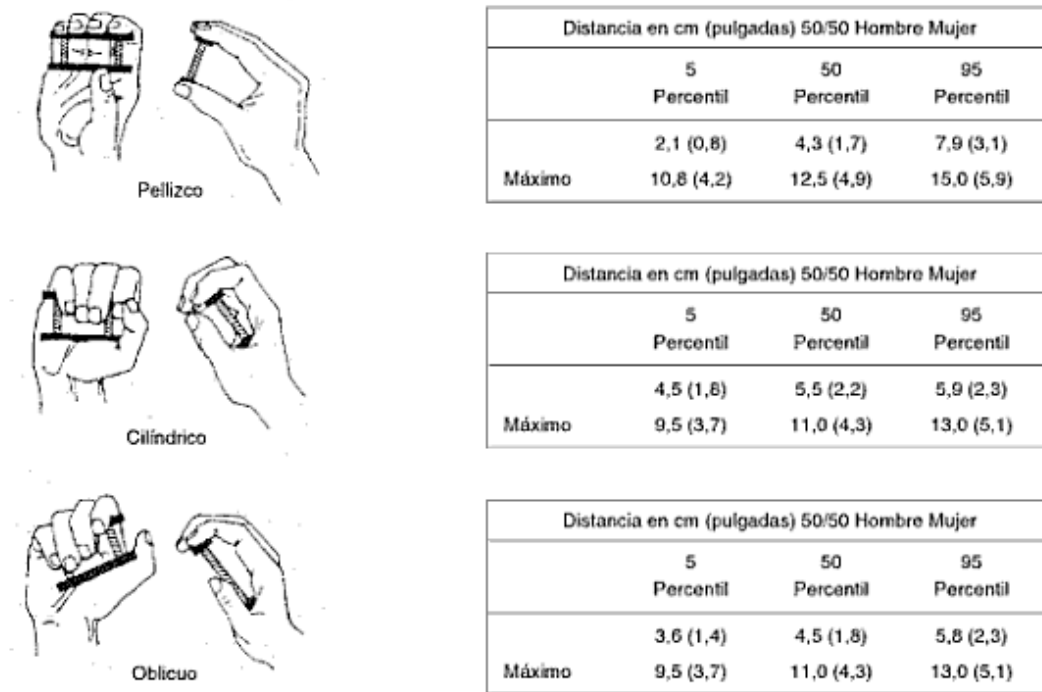 Pellizco
Distancia en cm (pulgadas) 50/50 Hombre Mujer
5 50 95
Percentil Percentil Percentil
2,1 (0,8) 4,3 (1,7) 7,9 (3,1)
Máximo 10,8 (4,2) 12,5 (4,9) 15,0 (5,9)
Cilíndrico
Distancia en cm (pulgadas) 50/50 Hombre Mujer
5 50 95
Percentil Percentil Percentil
4,5 (1,8) 5,5 (2,2) 5,9 (2,3)
Máximo 9,5 (3,7) 11,0 (4,3) 13,0 (5,1)
Oblicuo
Distancia en cm (pulgadas) 50/50 Hombre Mujer
5 50 95
Percentil Percentil Percentil
3,6 (1,4) 4,5 (1,8) 5,8 (2,3)
Máximo 9,5 (3,7) 11,0 (4,3) 13,0 (5,1)